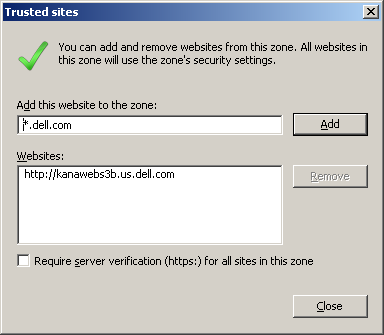 Trusted sites
You can add and remove websites from this zone. All websites in
this zone will use the zone's security settings.
Add this website to the zone:
*.dell.com
Add
Websites:
http://kanawebs3b.us.dell.com
Remove
Require server verification (https:) for all sites in this zone
Close